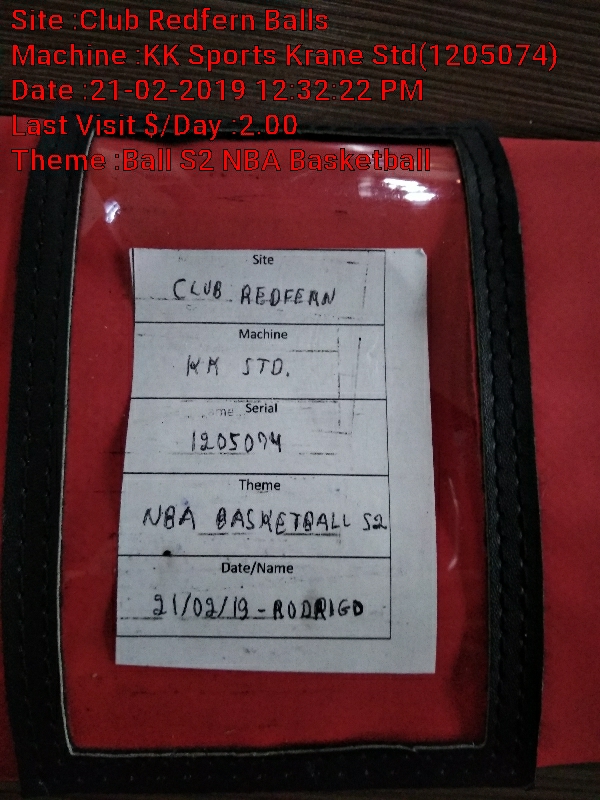 Site :Club Redfern Balls
Machine :KK Sports Krane Std(1205074)
Date :21-02-2019 12:32:22 PM
Last Visit $/Day :2.00
Theme :Ball S2 NBA Basketball
Site
CLUB REDFERN
Machine
KK STD.
Serial
1205074
Theme
NBA BASKETBALL S2
Date/Name
21/02/19 - RODRIGO